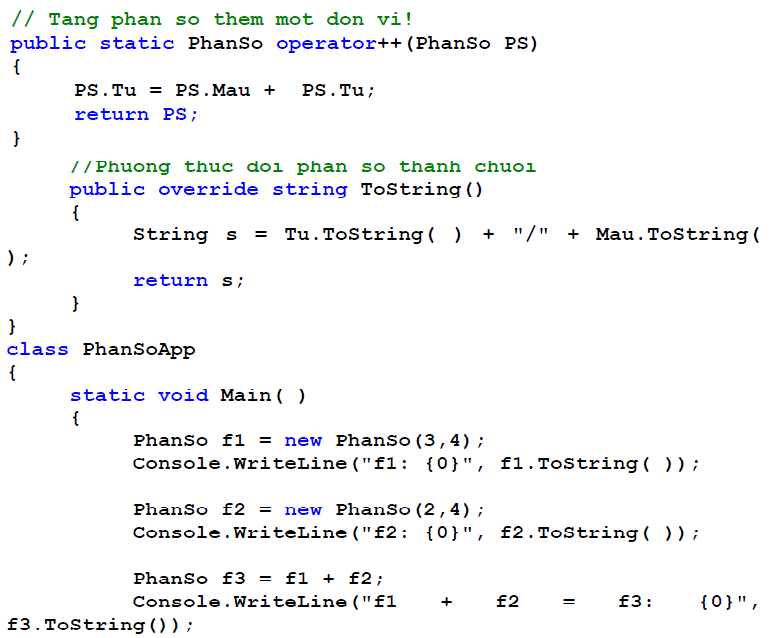 // Tang phan so them mot don vi!
public static PhanSo operator++(PhanSo PS)
{
PS.Tu = PS.Mau + PS.Tu;
return PS;
}
//Phuong thuc doi phan so thanh chuoi
public override string ToString()
{
String s = Tu.ToString( ) + "/" + Mau.ToString(
);
return s;
}
}
class PhanSoApp
{
static void Main( )
{
PhanSo f1 = new PhanSo(3,4);
Console.WriteLine("f1: {0}", f1.ToString( ));
PhanSo f2 = new PhanSo(2,4);
Console.WriteLine("f2: {0}", f2.ToString( ));
PhanSo f3 = f1 + f2;
Console.WriteLine("f1 + f2 = f3: {0}",
f3.ToString());